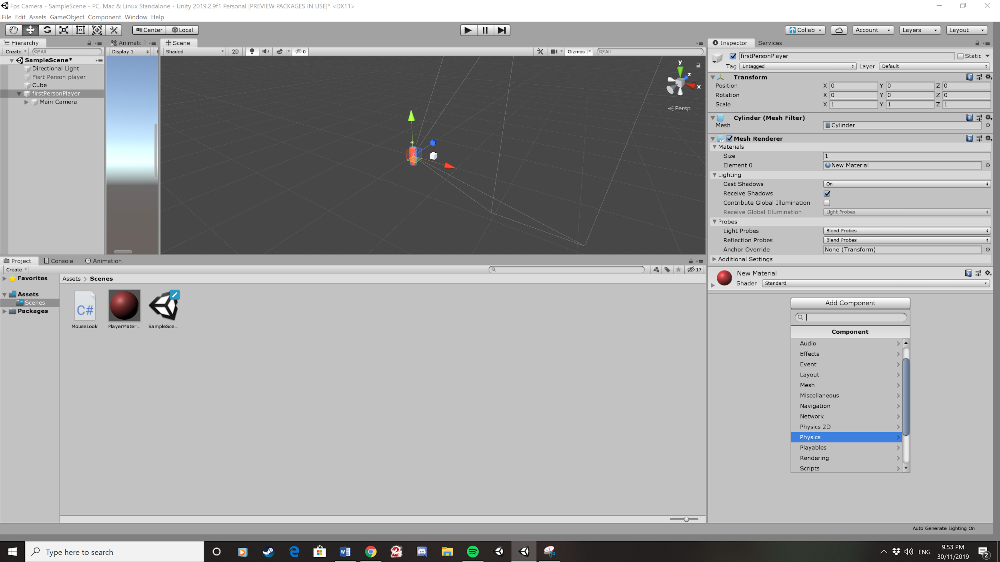 Fps Camera - SampleScene - PC, Mac & Linux Standalone - Unity 2019.2.9f1 Personal [PREVIEW PACKAGES IN USE]* <DX11>
File Edit Assets GameObject Component Window Help
Center Local
Collab Account Layers Layout
Hierarchy
Create All
SampleScene*
Directional Light
Fisrt Person player
Cube
firstPersonPlayer
Main Camera
Animatc
Display 1
Scene
Shaded 2D 0 Gizmos All
y
z
x
Persp
Inspector Services
firstPersonPlayer Static
Tag Untagged Layer Default
Transform
Position X 0 Y 0 Z 0
Rotation X 0 Y 0 Z 0
Scale X 1 Y 1 Z 1
Cylinder (Mesh Filter)
Mesh Cylinder
Mesh Renderer
Materials
Size 1
Element 0 New Material
Lighting
Cast Shadows On
Receive Shadows
Contribute Global Illumination
Receive Global Illumination Light Probes
Probes
Light Probes Blend Probes
Reflection Probes Blend Probes
Anchor Override None (Transform)
Additional Settings
New Material
Shader Standard
Add Component
Component
Audio
Effects
Event
Layout
Mesh
Miscellaneous
Navigation
Network
Physics 2D
Physics
Playables
Rendering
Scripts
Project Console Animation
Create 17
Favorites
Assets
Scenes
Packages
Assets > Scenes
C#
MouseLook PlayerMater... SampleSce...
Auto Generate Lighting On
Type here to search
ENG
9:53 PM
30/11/2019
2